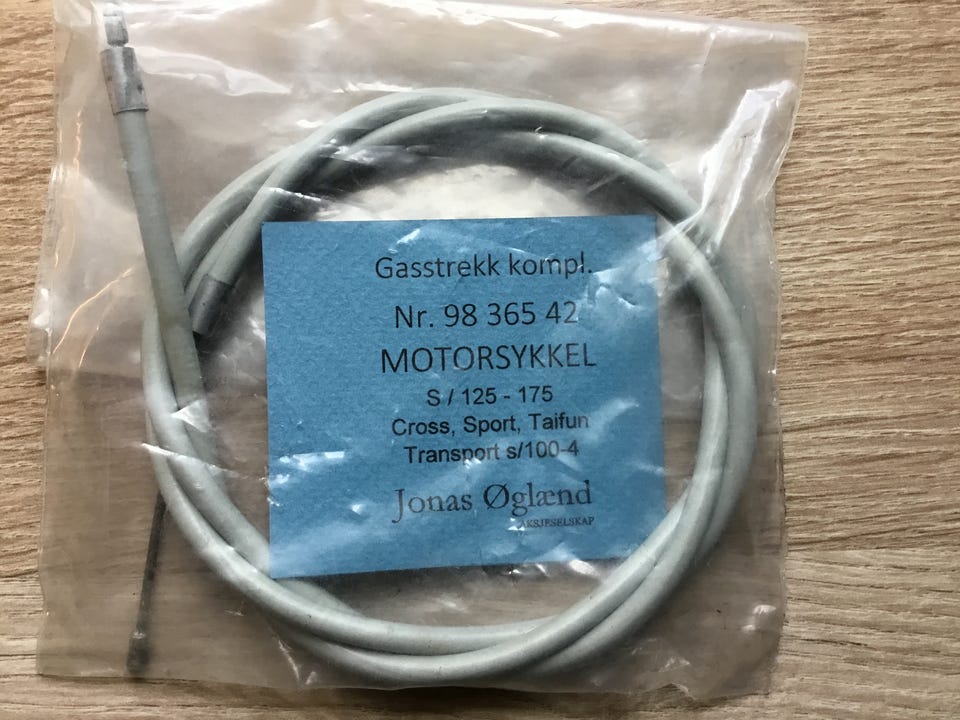 Gasstrekk kompl.
Nr. 98 365 42
MOTORSYKKEL
S / 125 - 175
Cross, Sport, Taifun
Transport s/100-4
Jonas Øglænd
AKSJESELSKAP